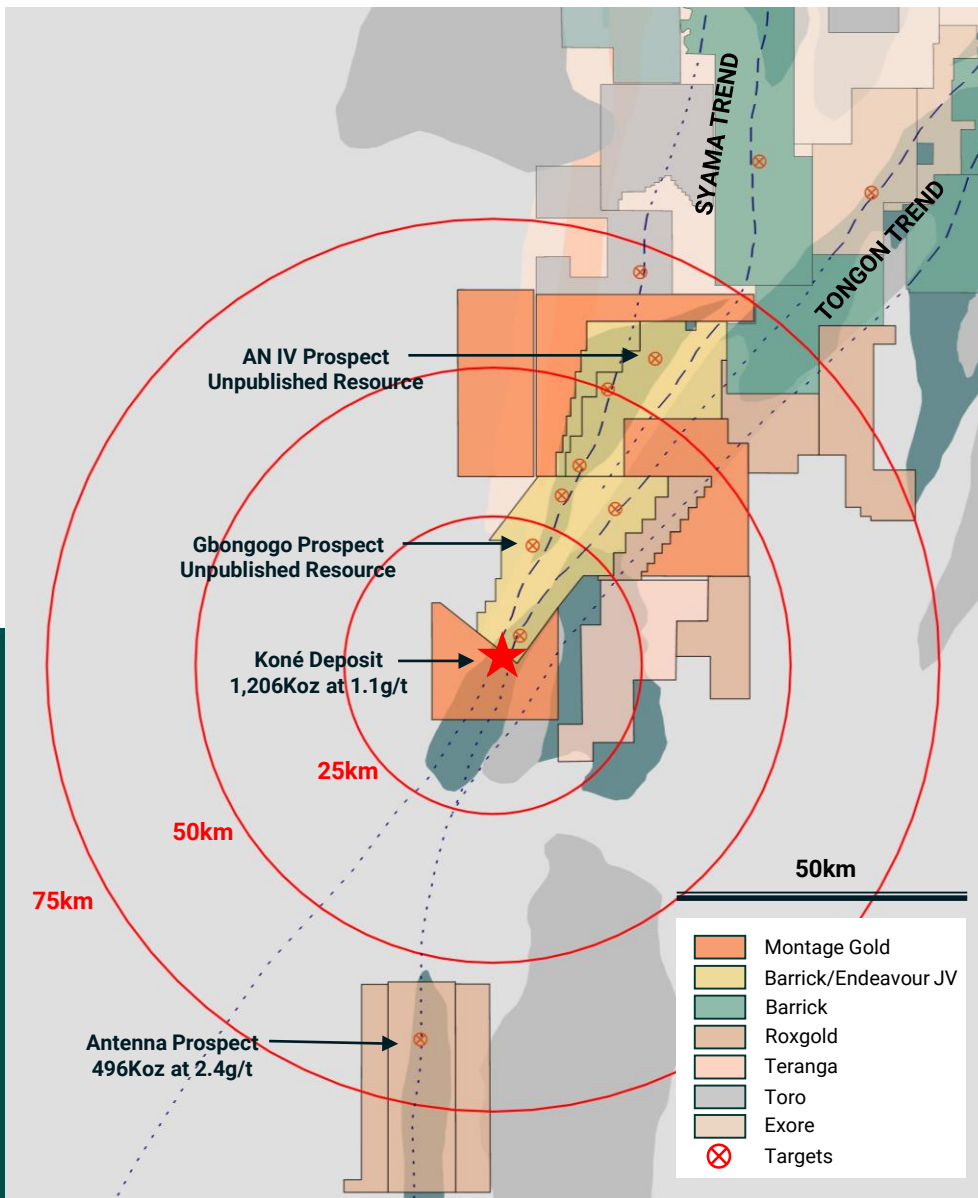 SYAMA TREND
TONGON TREND
AN IV Prospect
Unpublished Resource
Gbongogo Prospect
Unpublished Resource
Koné Deposit
1,206Koz at 1.1g/t
25km
50km
75km
50km
Antenna Prospect
496Koz at 2.4g/t
Montage Gold
Barrick/Endeavour JV
Barrick
Roxgold
Teranga
Toro
Exore
Targets